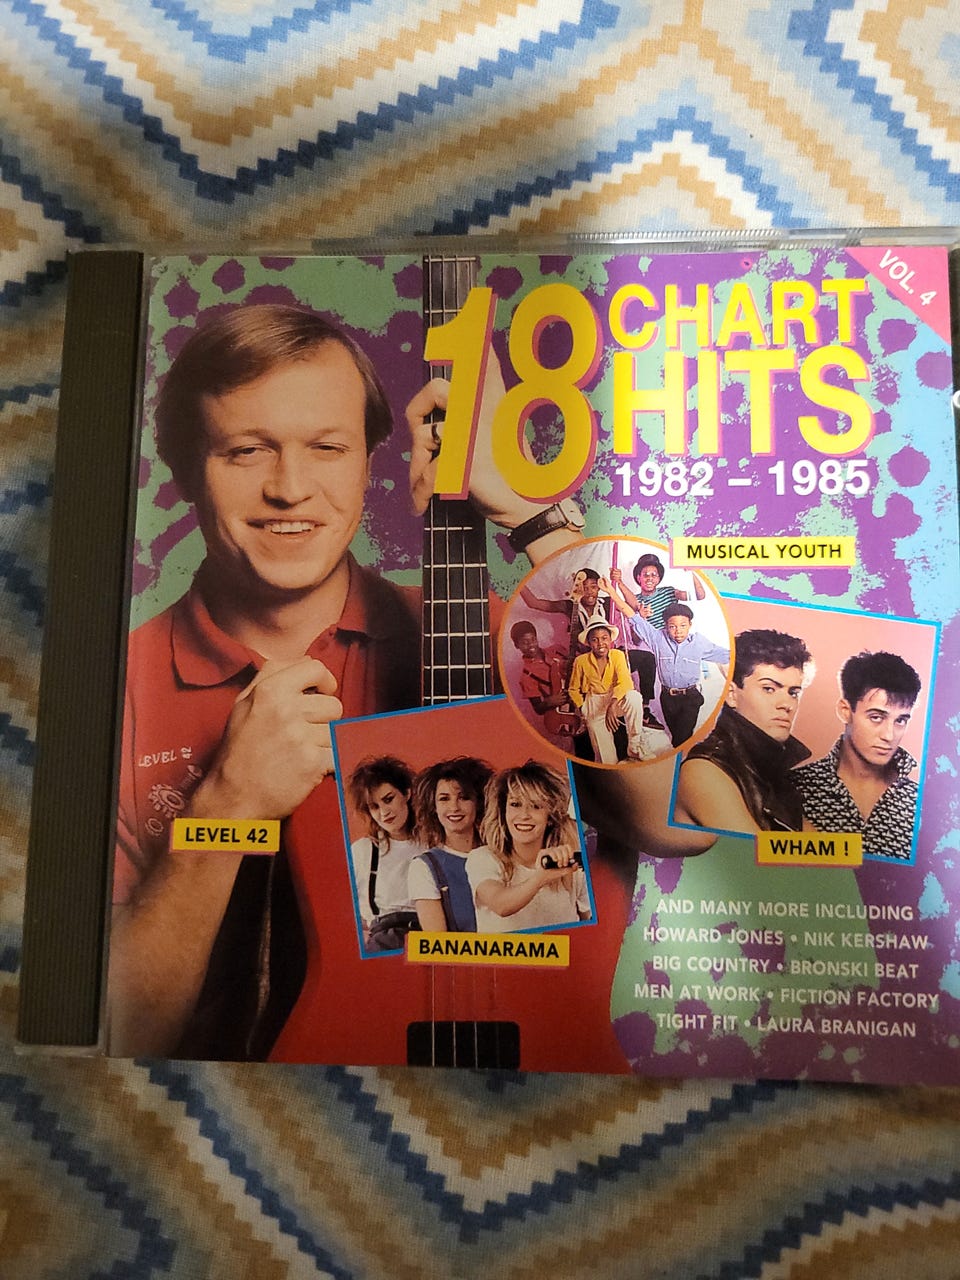 VOL. 4
18 CHART
HITS
1982 – 1985
MUSICAL YOUTH
LEVEL 42
LEVEL 42
WHAM !
BANANARAMA
AND MANY MORE INCLUDING
HOWARD JONES • NIK KERSHAW
BIG COUNTRY • BRONSKI BEAT
MEN AT WORK • FICTION FACTORY
TIGHT FIT • LAURA BRANIGAN